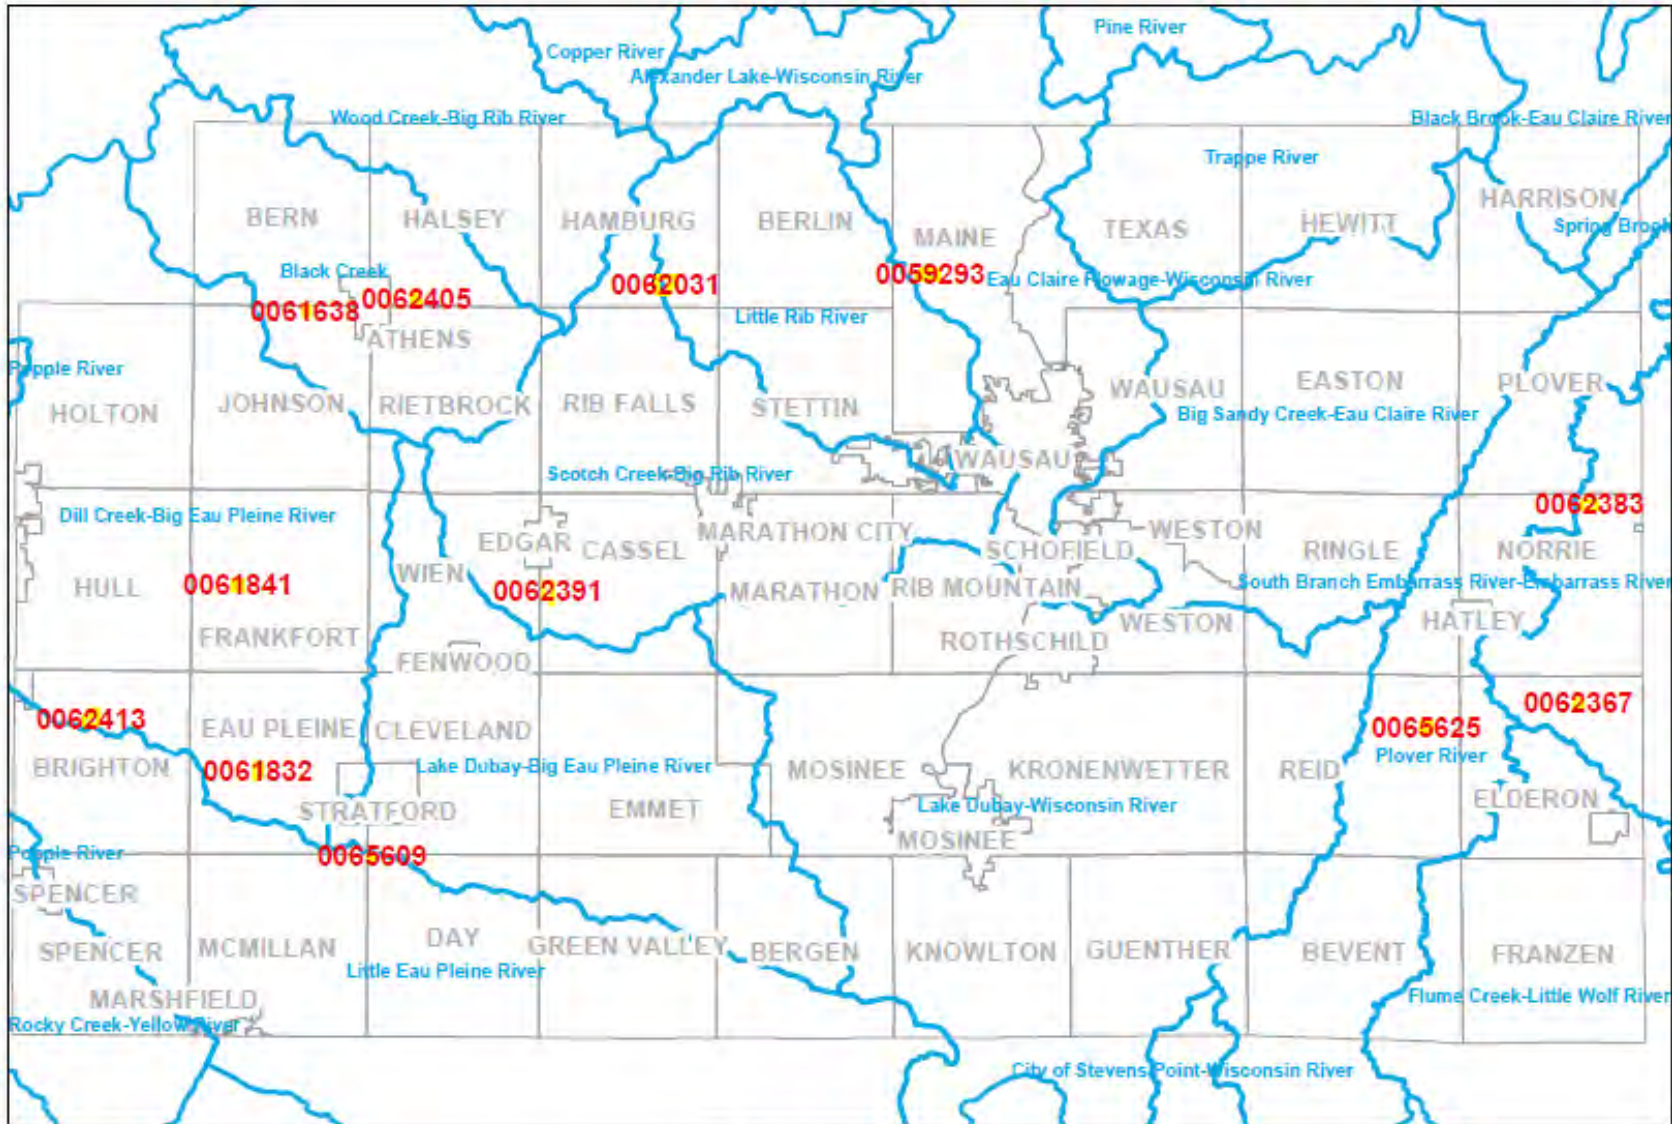 Pine River
Copper River
Alexander Lake-Wisconsin River
Wood Creek-Big Rib River
Black Brook-Eau Claire River
Trappe River
HARRISON
BERN
HALSEY
HAMBURG
BERLIN
MAINE
TEXAS
HEWITT
Spring Brook
Black Creek
0062405
0061638
0062031
0059293
Eau Claire Flowage-Wisconsin River
Little Rib River
ATHENS
Popple River
HOLTON
JOHNSON
RIETBROCK
RIB FALLS
STETTIN
WAUSAU
EASTON
PLOVER
Big Sandy Creek-Eau Claire River
WAUSAU
Scotch Creek-Big Rib River
0062383
Dill Creek-Big Eau Pleine River
EDGAR
CASSEL
MARATHON CITY
SCHOFIELD
WESTON
RINGLE
NORRIE
HULL
0061841
WIEN
0062391
MARATHON
RIB MOUNTAIN
South Branch Embarrass River-Embarrass River
FRANKFORT
FENWOOD
ROTHSCHILD
WESTON
HATLEY
0062413
EAU PLEINE
CLEVELAND
0065625
0062367
Plover River
BRIGHTON
0061832
Lake Dubay-Big Eau Pleine River
MOSINEE
KRONENWETTER
REID
STRATFORD
EMMET
Lake Dubay-Wisconsin River
ELDERON
MOSINEE
Popple River
0065609
SPENCER
SPENCER
MCMILLAN
DAY
GREEN VALLEY
BERGEN
KNOWLTON
GUENTHER
BEVENT
FRANZEN
Little Eau Pleine River
MARSHFIELD
Flume Creek-Little Wolf River
Rocky Creek-Yellow River
City of Stevens Point-Wisconsin River